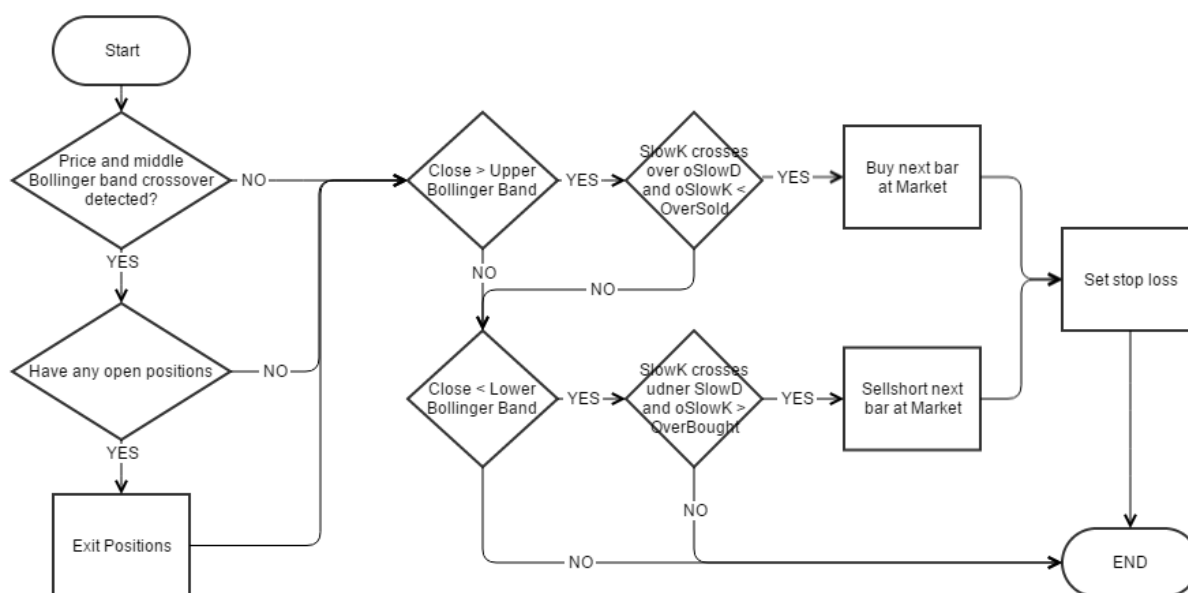 Start
Price and middle
Bollinger band crossover
detected?
NO
YES
Have any open positions
NO
YES
Exit Positions
Close > Upper
Bollinger Band
YES
NO
SlowK crosses
over oSlowD
and oSlowK <
OverSold
YES
NO
Buy next bar
at Market
Close < Lower
Bollinger Band
YES
NO
SlowK crosses
udner SlowD
and oSlowK >
OverBought
YES
NO
Sellshort next
bar at Market
Set stop loss
END